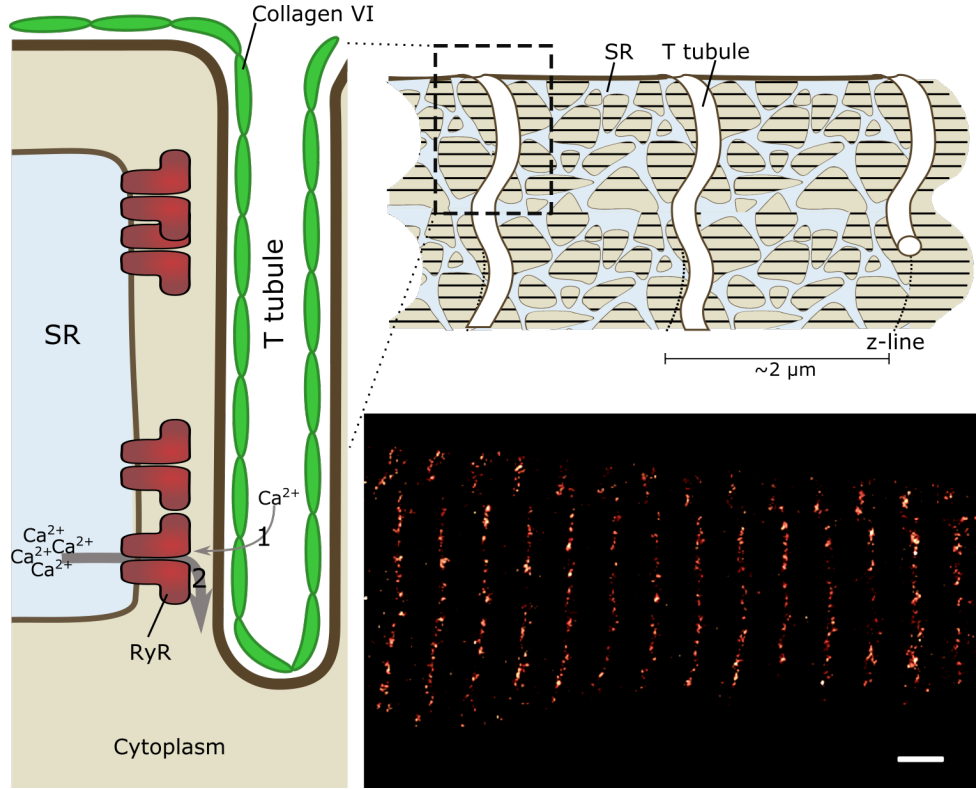 Collagen VI
SR
T tubule
T tubule
SR
z-line
~2 µm
Ca²⁺
1
Ca²⁺
Ca²⁺Ca²⁺
Ca²⁺
2
RyR
Cytoplasm